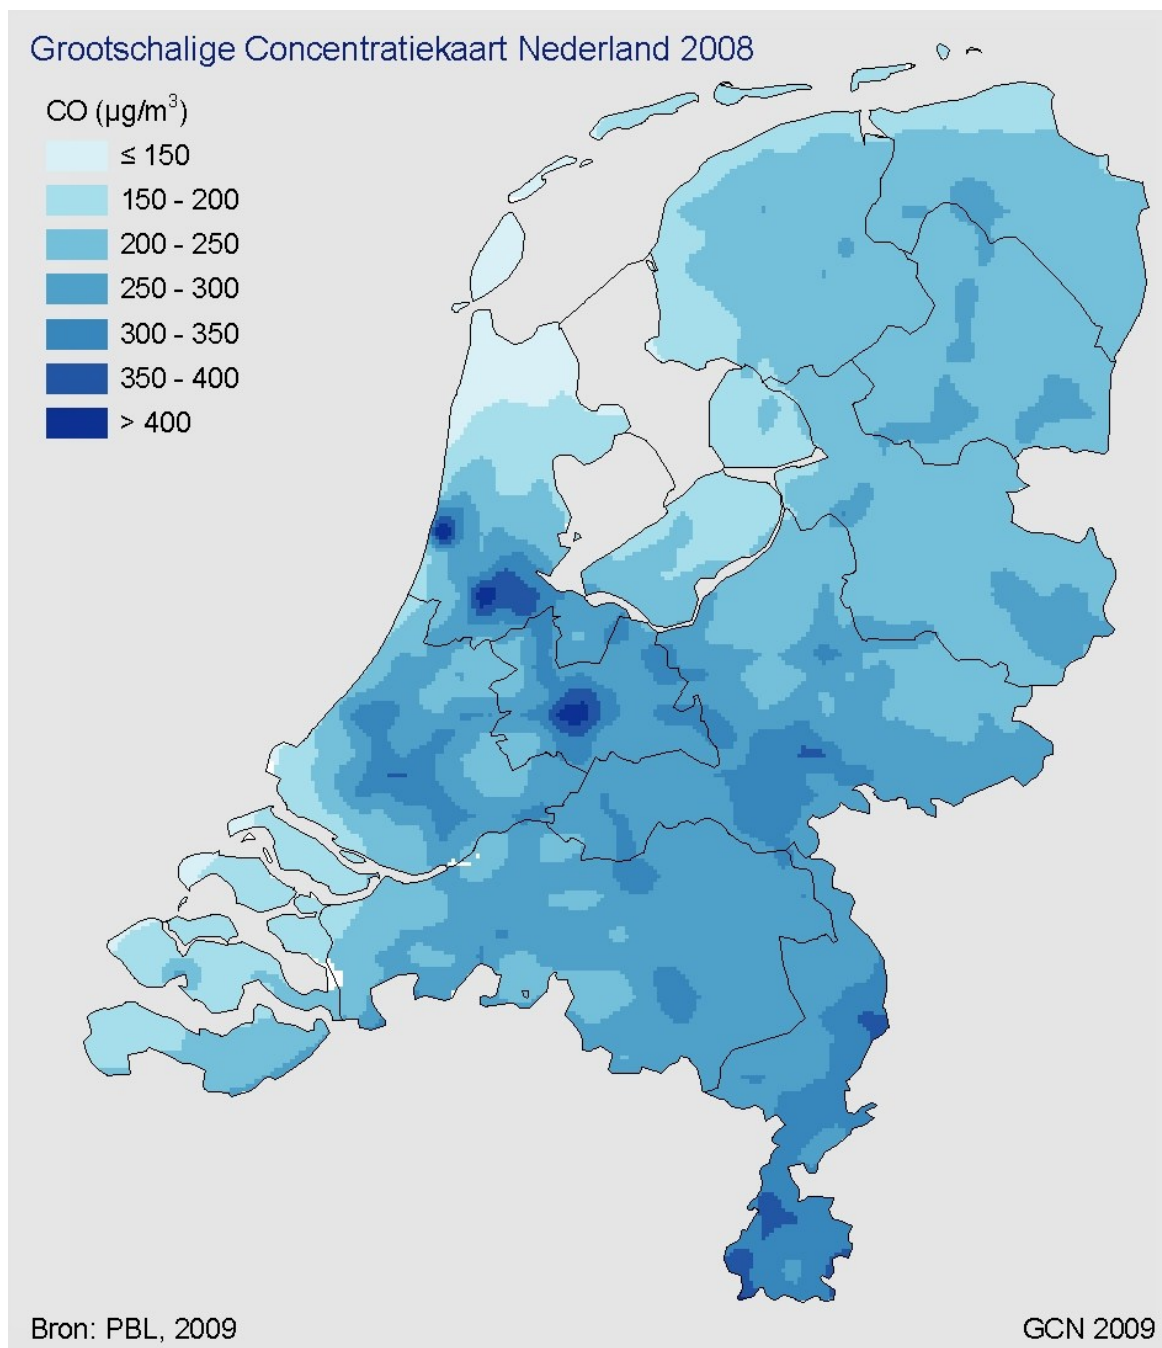 Grootschalige Concentratiekaart Nederland 2008
CO (µg/m³)
≤ 150
150 - 200
200 - 250
250 - 300
300 - 350
350 - 400
> 400
Bron: PBL, 2009
GCN 2009